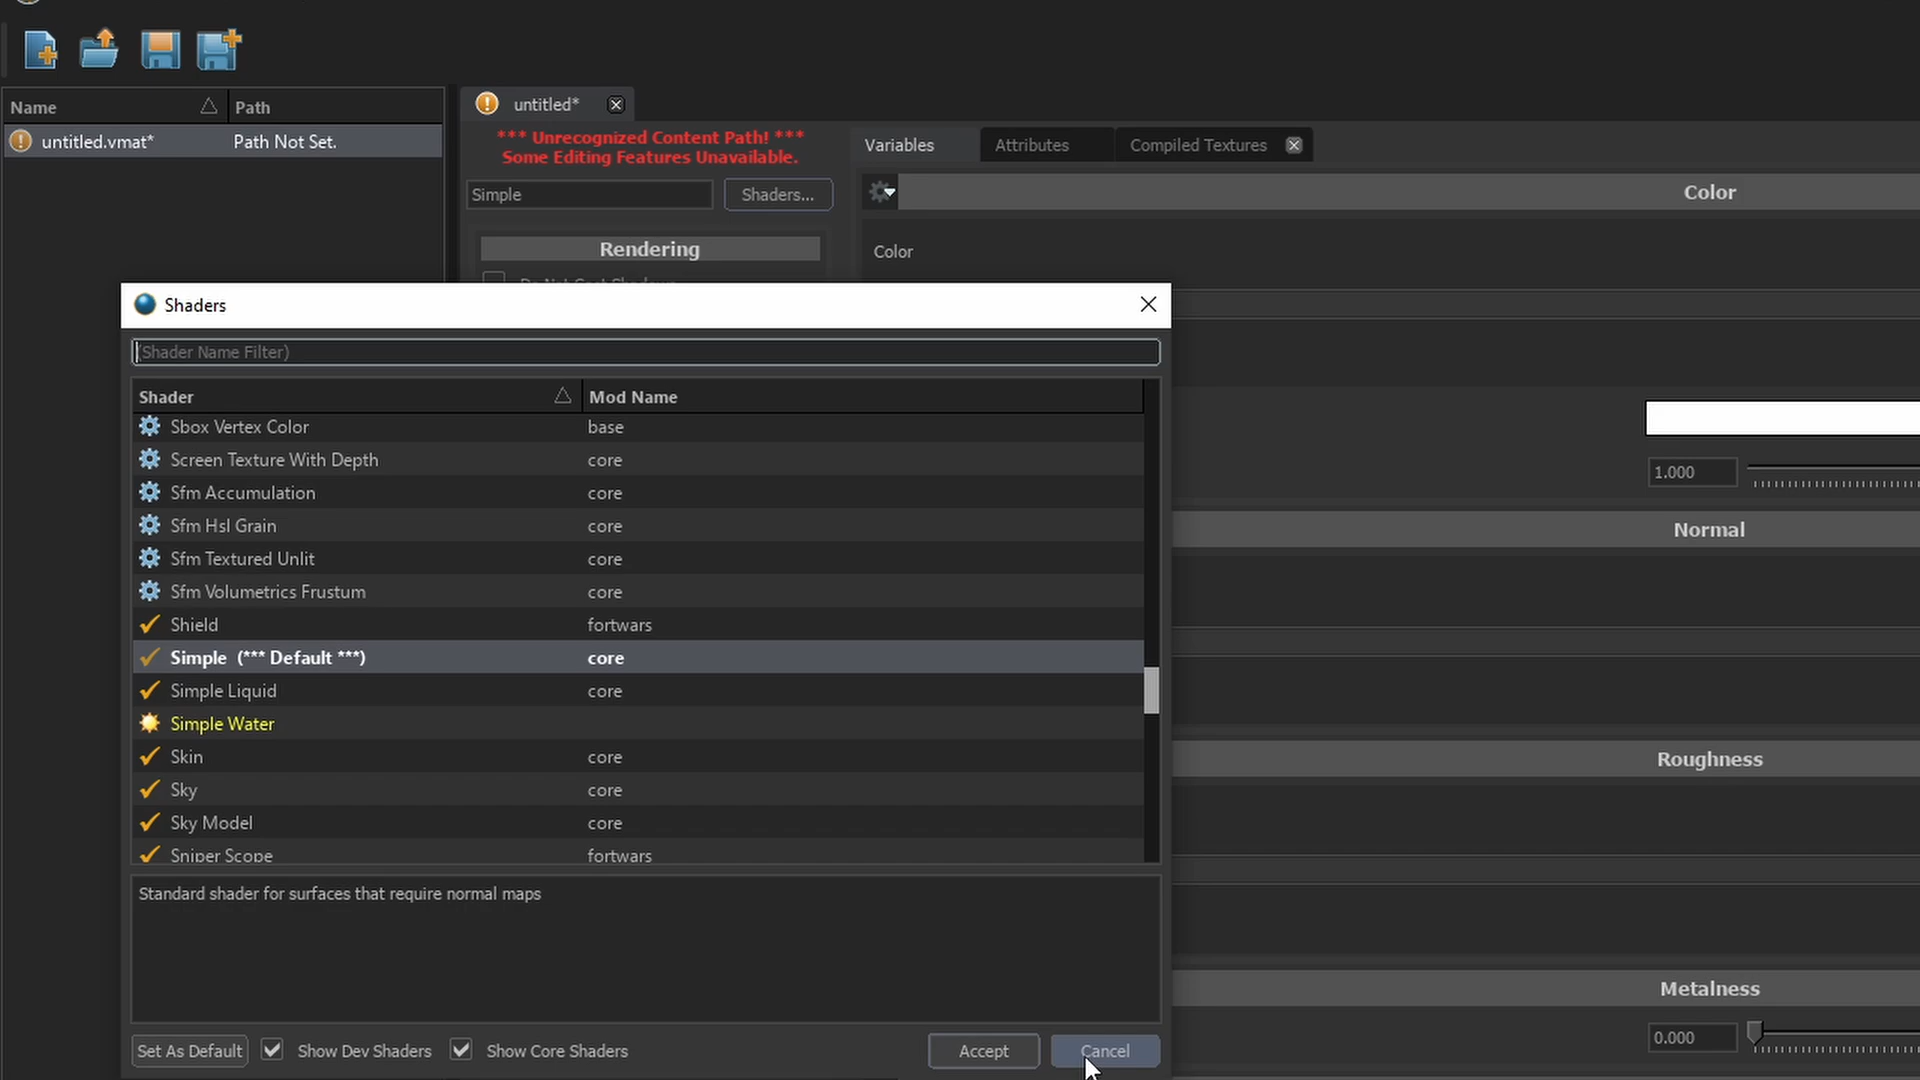 Name
Path
untitled.vmat*
Path Not Set.
untitled*
*** Unrecognized Content Path! ***
Some Editing Features Unavailable.
Simple
Shaders...
Rendering
Variables
Attributes
Compiled Textures
Color
Color
Shaders
(Shader Name Filter)
Shader
Mod Name
Sbox Vertex Color
base
Screen Texture With Depth
core
Sfm Accumulation
core
Sfm Hsl Grain
core
Sfm Textured Unlit
core
Sfm Volumetrics Frustum
core
Shield
fortwars
Simple (*** Default ***)
core
Simple Liquid
core
Simple Water
Skin
core
Sky
core
Sky Model
core
Sniper Scope
fortwars
Standard shader for surfaces that require normal maps
Set As Default
Show Dev Shaders
Show Core Shaders
Accept
Cancel
1.000
Normal
Roughness
Metalness
0.000